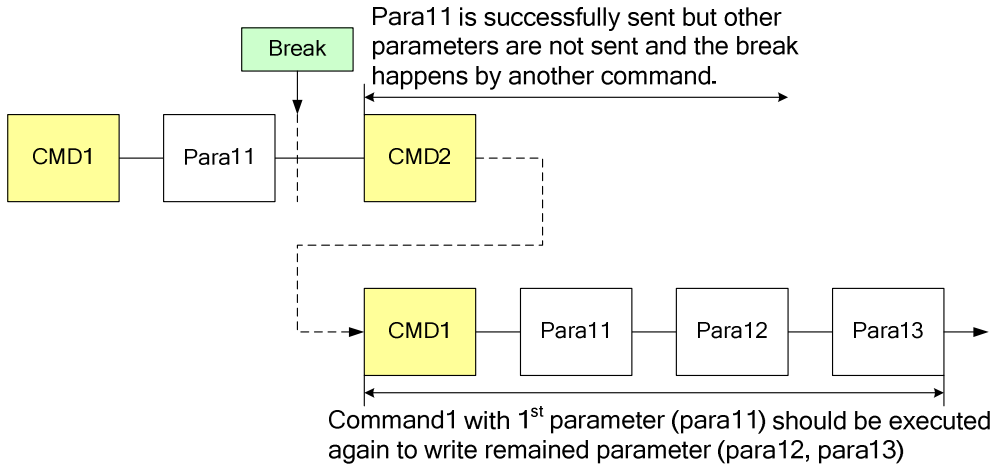 Para11 is successfully sent but other
parameters are not sent and the break
happens by another command.
Break
CMD1
Para11
CMD2
CMD1
Para11
Para12
Para13
Command1 with 1st parameter (para11) should be executed
again to write remained parameter (para12, para13)